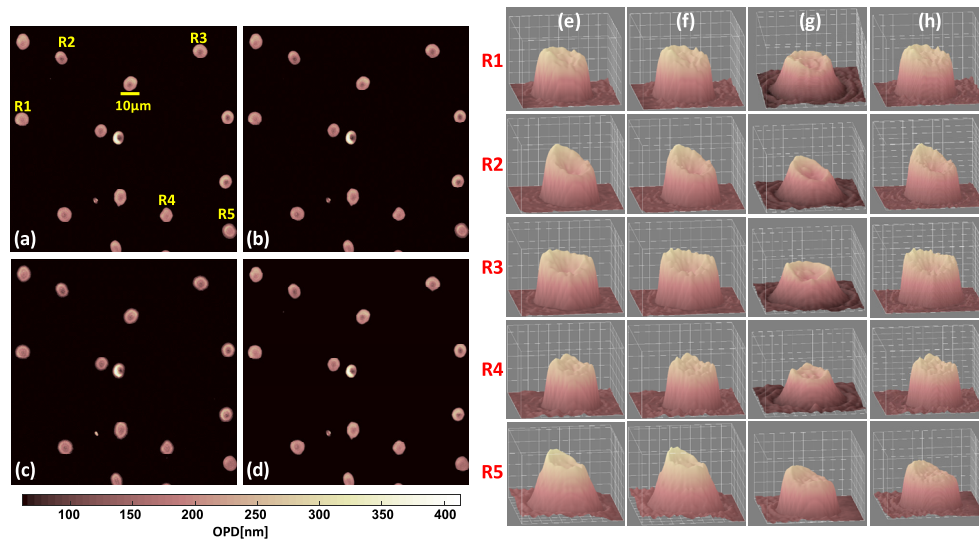 R2
R3
10μm
R1
R4
R5
(a)
(b)
(c)
(d)
100 150 200 250 300 350 400
OPD[nm]
(e) (f) (g) (h)
R1
R2
R3
R4
R5